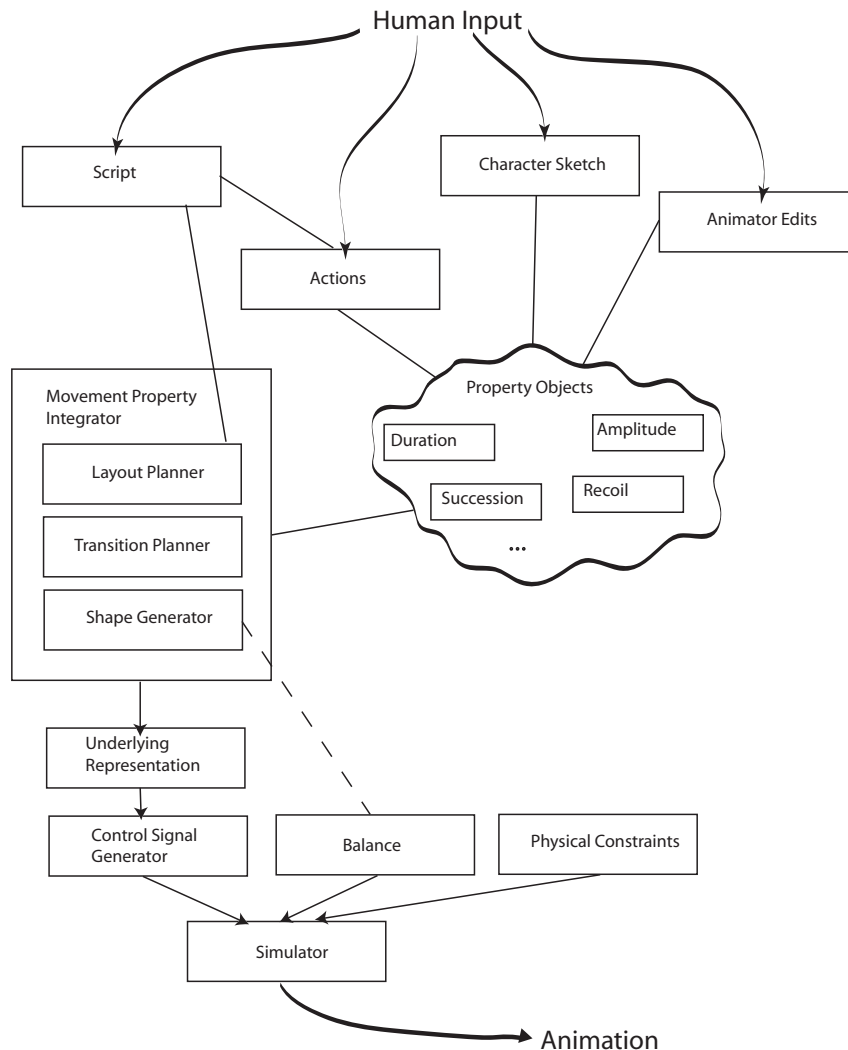 Human Input
Script
Character Sketch
Animator Edits
Actions
Movement Property
Integrator
Layout Planner
Transition Planner
Shape Generator
Property Objects
Duration
Amplitude
Succession
Recoil
...
Underlying
Representation
Control Signal
Generator
Balance
Physical Constraints
Simulator
Animation